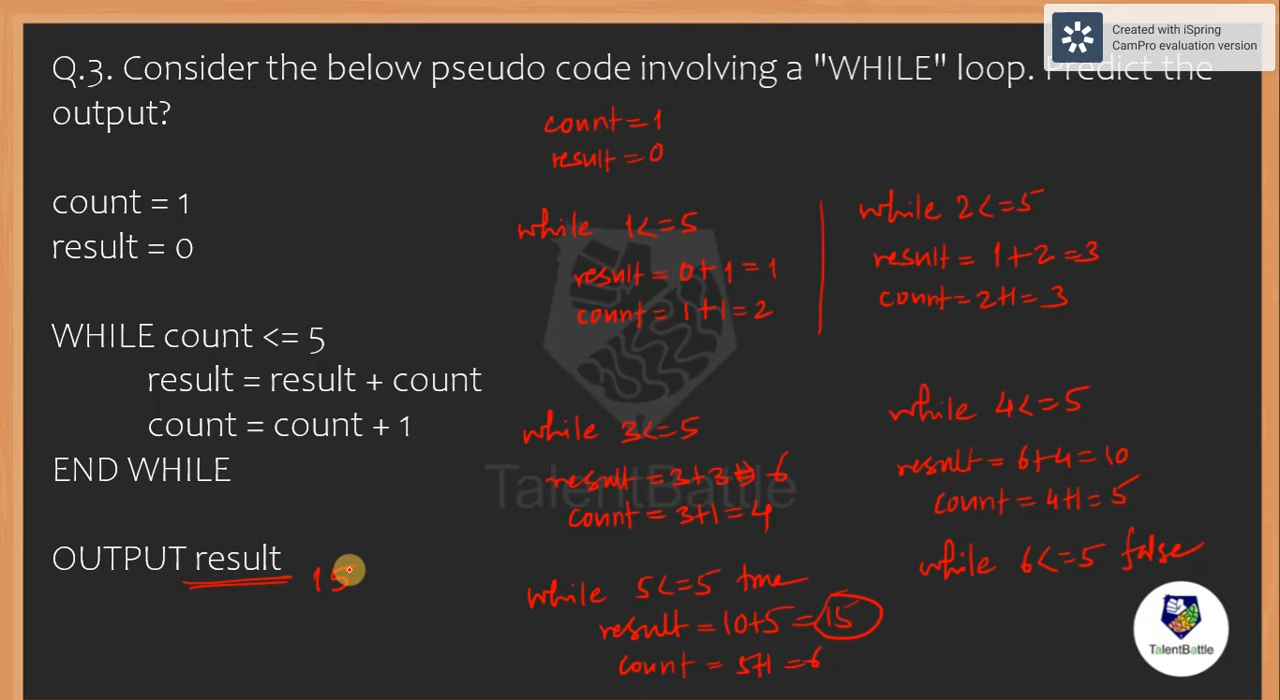 Created with iSpring
CamPro evaluation version
Q.3. Consider the below pseudo code involving a "WHILE" loop. Predict the
output?
count = 1
result = 0
WHILE count <= 5
result = result + count
count = count + 1
END WHILE
OUTPUT result
15
count = 1
result = 0
while 1<=5
result = 0+1=1
count = 1+1=2
while 2<=5
result = 1+2=3
count=2+1=3
while 3<=5
result = 3+3=6
count = 3+1=4
while 4<=5
result = 6+4=10
count = 4+1=5
while 5<=5 true
result = 10+5=15
count = 5+1=6
while 6<=5 false
TalentBattle
TalentBattle